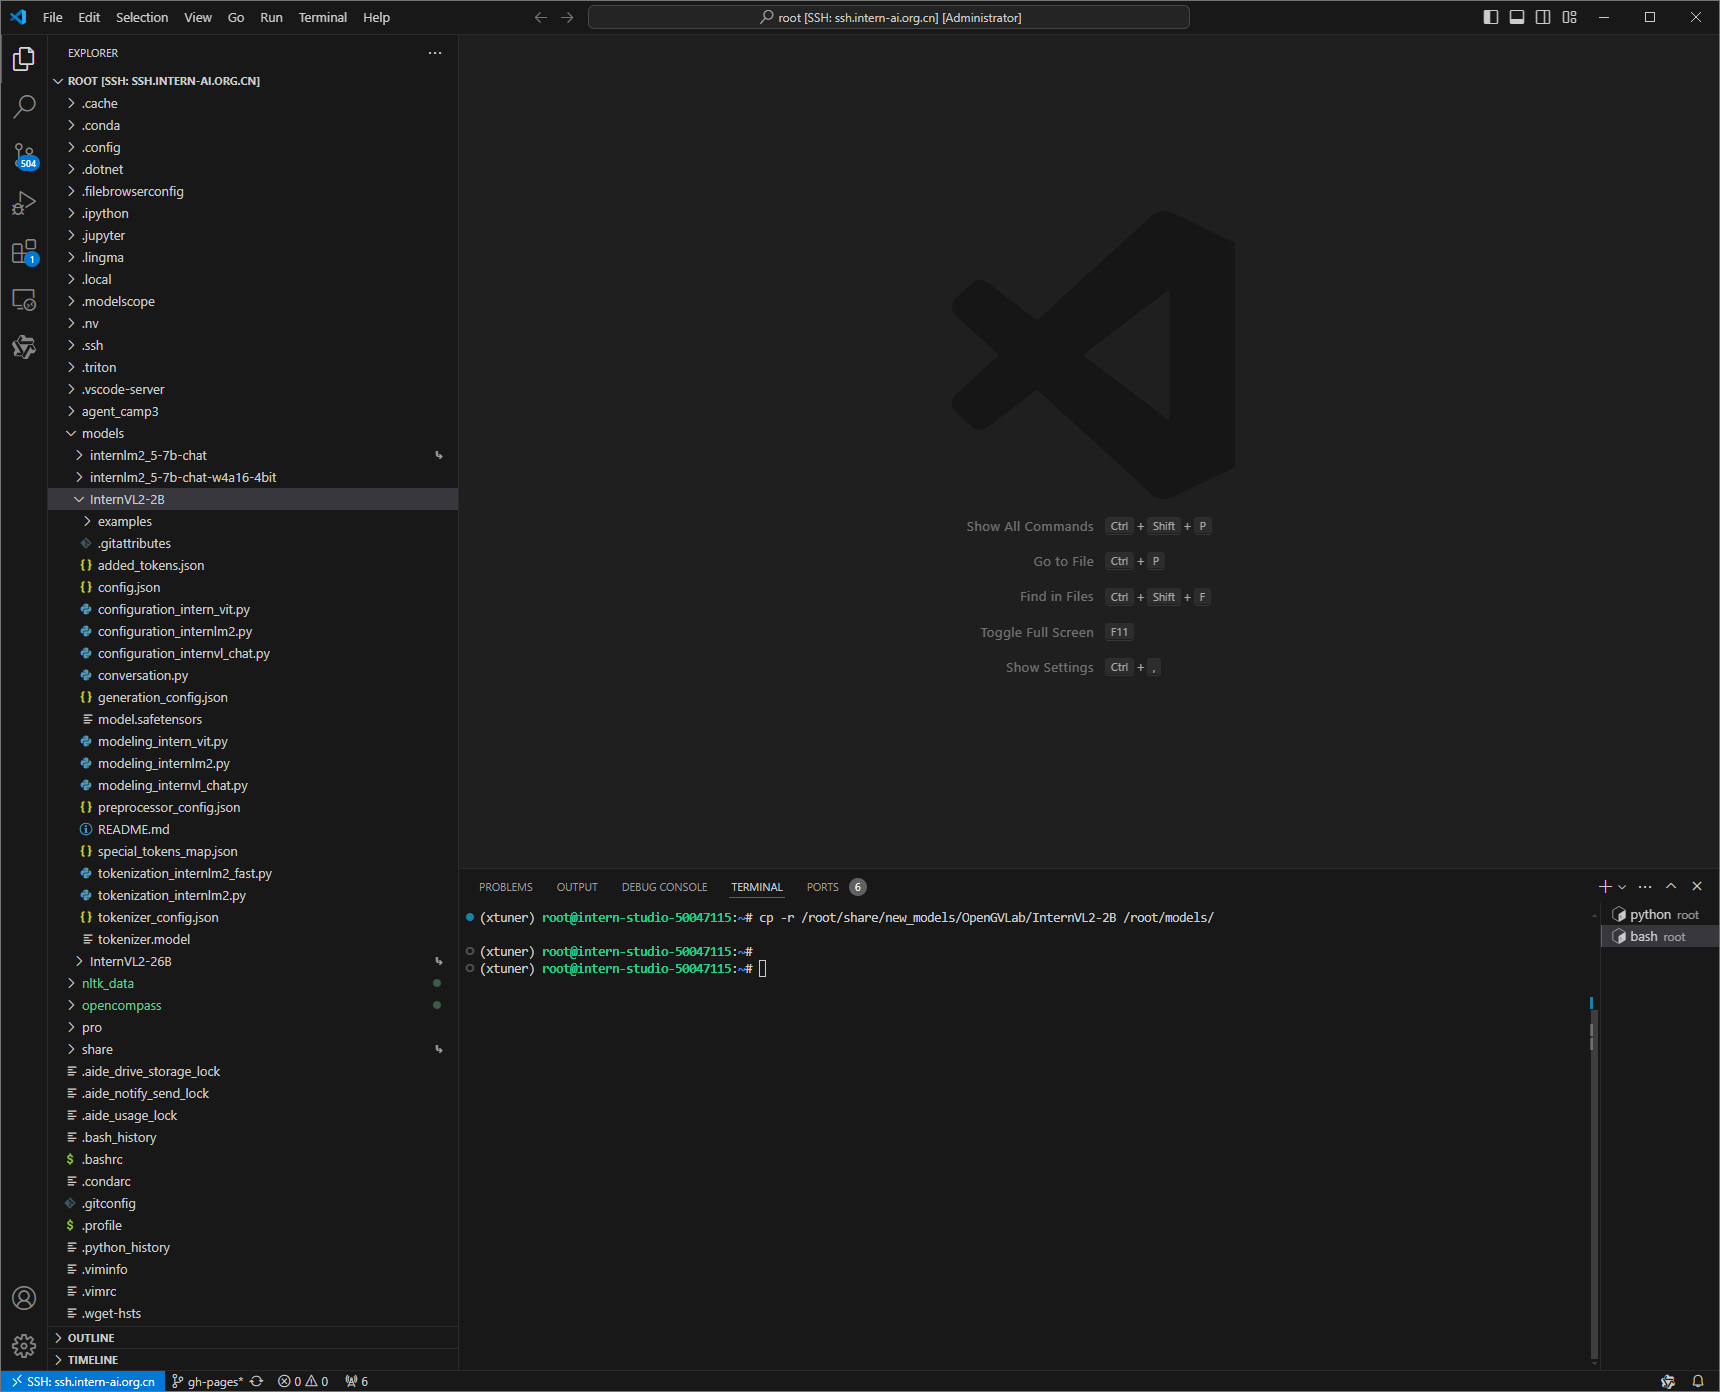 File Edit Selection View Go Run Terminal Help
root [SSH: ssh.intern-ai.org.cn] [Administrator]
EXPLORER
ROOT [SSH: SSH.INTERN-AI.ORG.CN]
.cache
.conda
.config
.dotnet
.filebrowserconfig
.ipython
.jupyter
.lingma
.local
.modelscope
.nv
.ssh
.triton
.vscode-server
agent_camp3
models
internlm2_5-7b-chat
internlm2_5-7b-chat-w4a16-4bit
InternVL2-2B
examples
.gitattributes
added_tokens.json
config.json
configuration_intern_vit.py
configuration_internlm2.py
configuration_internvl_chat.py
conversation.py
generation_config.json
model.safetensors
modeling_intern_vit.py
modeling_internlm2.py
modeling_internvl_chat.py
preprocessor_config.json
README.md
special_tokens_map.json
tokenization_internlm2_fast.py
tokenization_internlm2.py
tokenizer_config.json
tokenizer.model
InternVL2-26B
nltk_data
opencompass
pro
share
.aide_drive_storage_lock
.aide_notify_send_lock
.aide_usage_lock
.bash_history
.bashrc
.condarc
.gitconfig
.profile
.python_history
.viminfo
.vimrc
.wget-hsts
OUTLINE
TIMELINE
504
1
Show All Commands Ctrl + Shift + P
Go to File Ctrl + P
Find in Files Ctrl + Shift + F
Toggle Full Screen F11
Show Settings Ctrl + ,
PROBLEMS OUTPUT DEBUG CONSOLE TERMINAL PORTS 6
(xtuner) root@intern-studio-50047115:~# cp -r /root/share/new_models/OpenGVLab/InternVL2-2B /root/models/
(xtuner) root@intern-studio-50047115:~#
(xtuner) root@intern-studio-50047115:~#
python root
bash root
SSH: ssh.intern-ai.org.cn gh-pages* 0 0 6